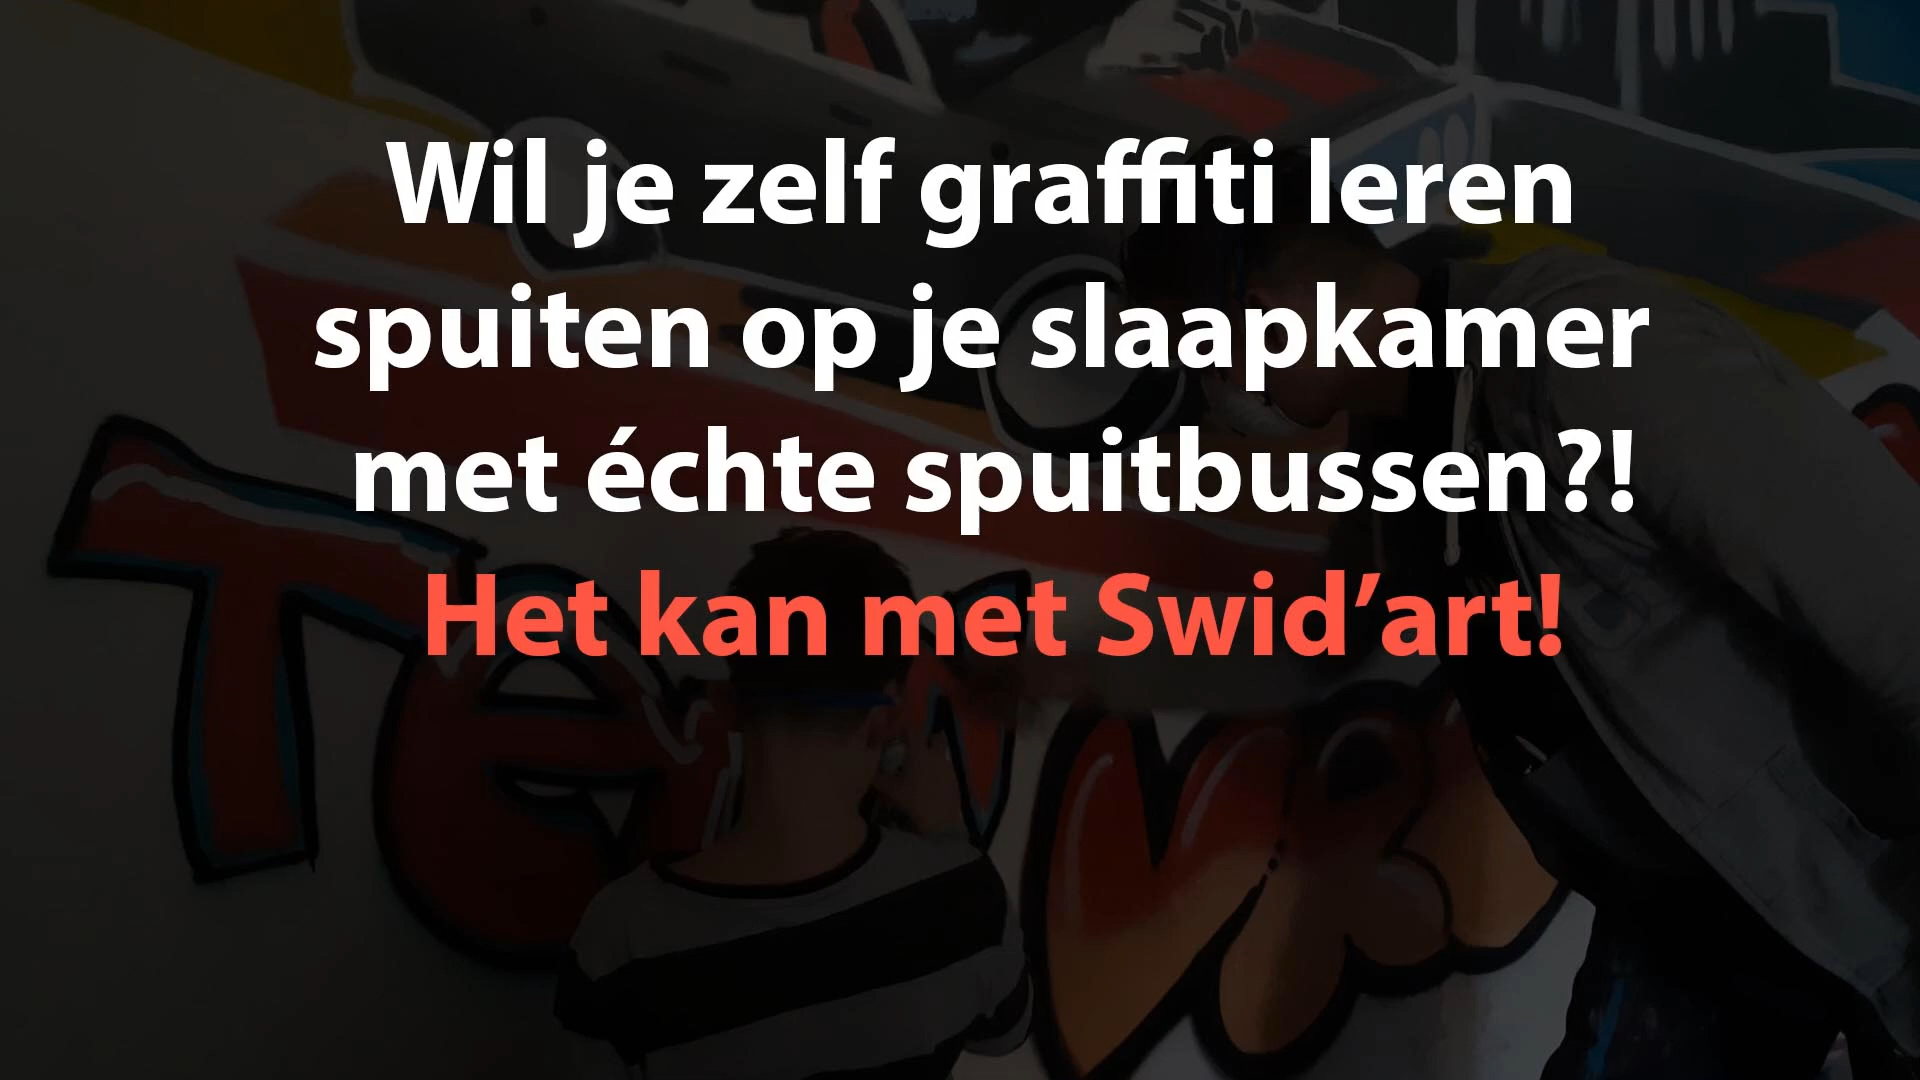 Wil je zelf graffiti leren
spuiten op je slaapkamer
met échte spuitbussen?!
Het kan met Swid’art!